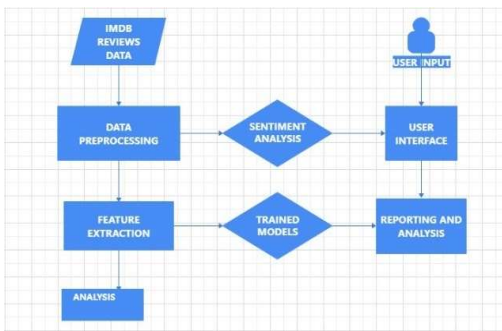 IMDB
REVIEWS
DATA
USER INPUT
DATA
PREPROCESSING
SENTIMENT
ANALYSIS
USER
INTERFACE
FEATURE
EXTRACTION
TRAINED
MODELS
REPORTING AND
ANALYSIS
ANALYSIS